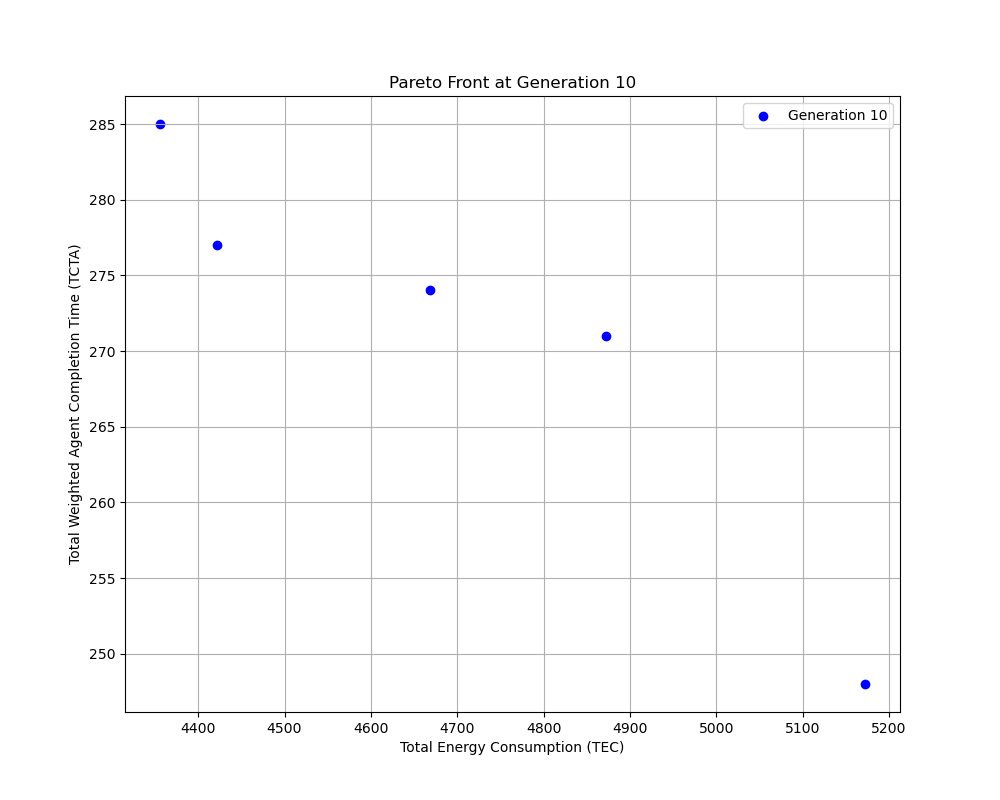 Pareto Front at Generation 10
Generation 10
Total Weighted Agent Completion Time (TCTA)
285
280
275
270
265
260
255
250
4400 4500 4600 4700 4800 4900 5000 5100 5200
Total Energy Consumption (TEC)